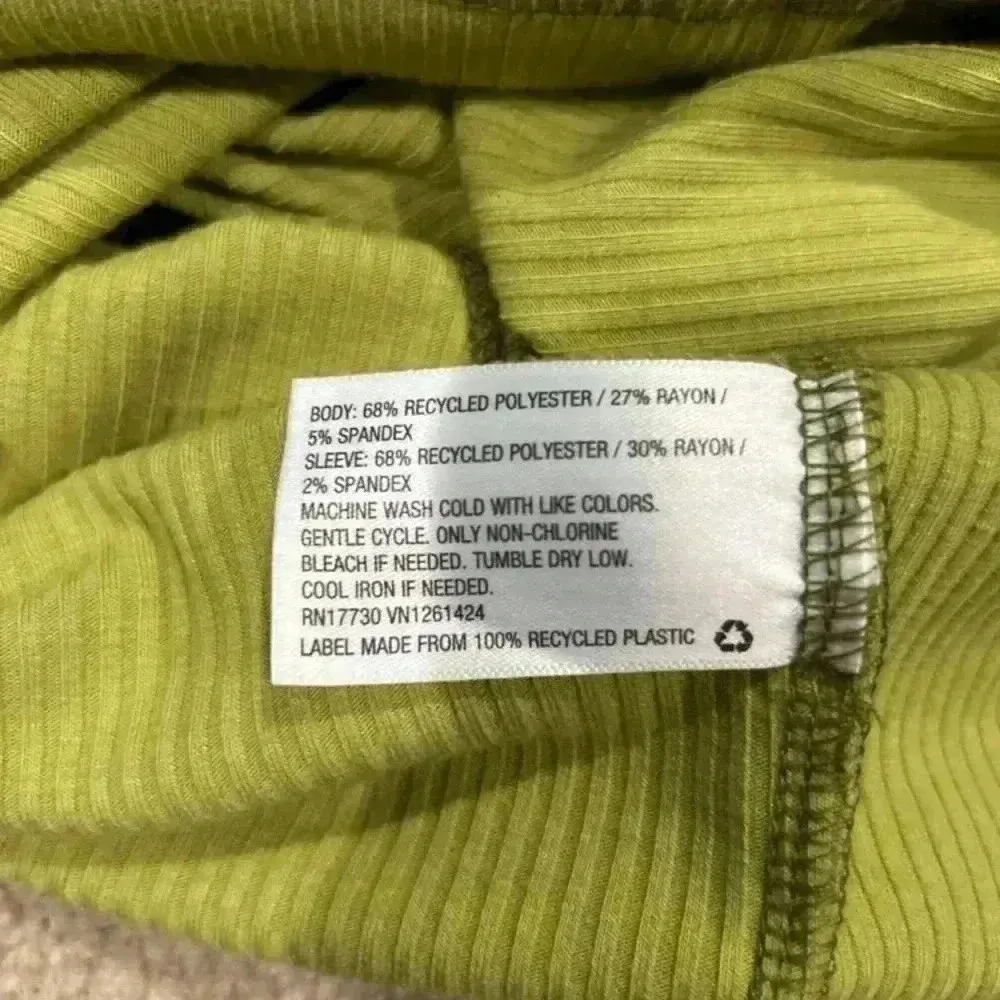 BODY: 68% RECYCLED POLYESTER / 27% RAYON /
5% SPANDEX
SLEEVE: 68% RECYCLED POLYESTER / 30% RAYON /
2% SPANDEX
MACHINE WASH COLD WITH LIKE COLORS.
GENTLE CYCLE. ONLY NON-CHLORINE
BLEACH IF NEEDED. TUMBLE DRY LOW.
COOL IRON IF NEEDED.
RN17730 VN1261424
LABEL MADE FROM 100% RECYCLED PLASTIC